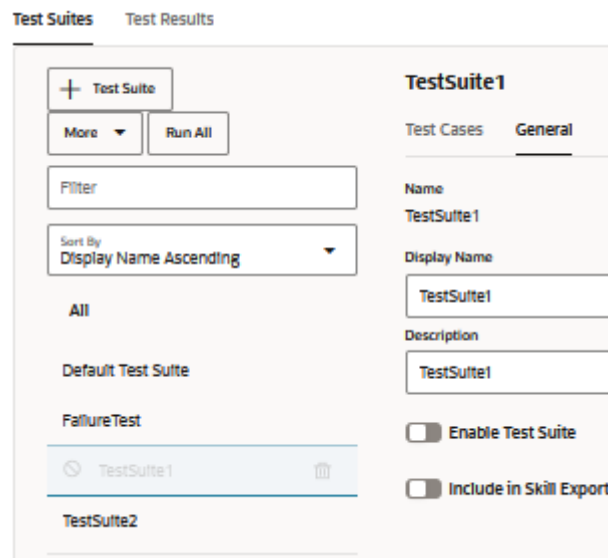 Test Suites Test Results
+ Test Suite
More Run All
Filter
Sort By
Display Name Ascending
All
Default Test Suite
FailureTest
TestSuite1
TestSuite2
TestSuite1
Test Cases General
Name
TestSuite1
Display Name
TestSuite1
Description
TestSuite1
Enable Test Suite
Include in Skill Export